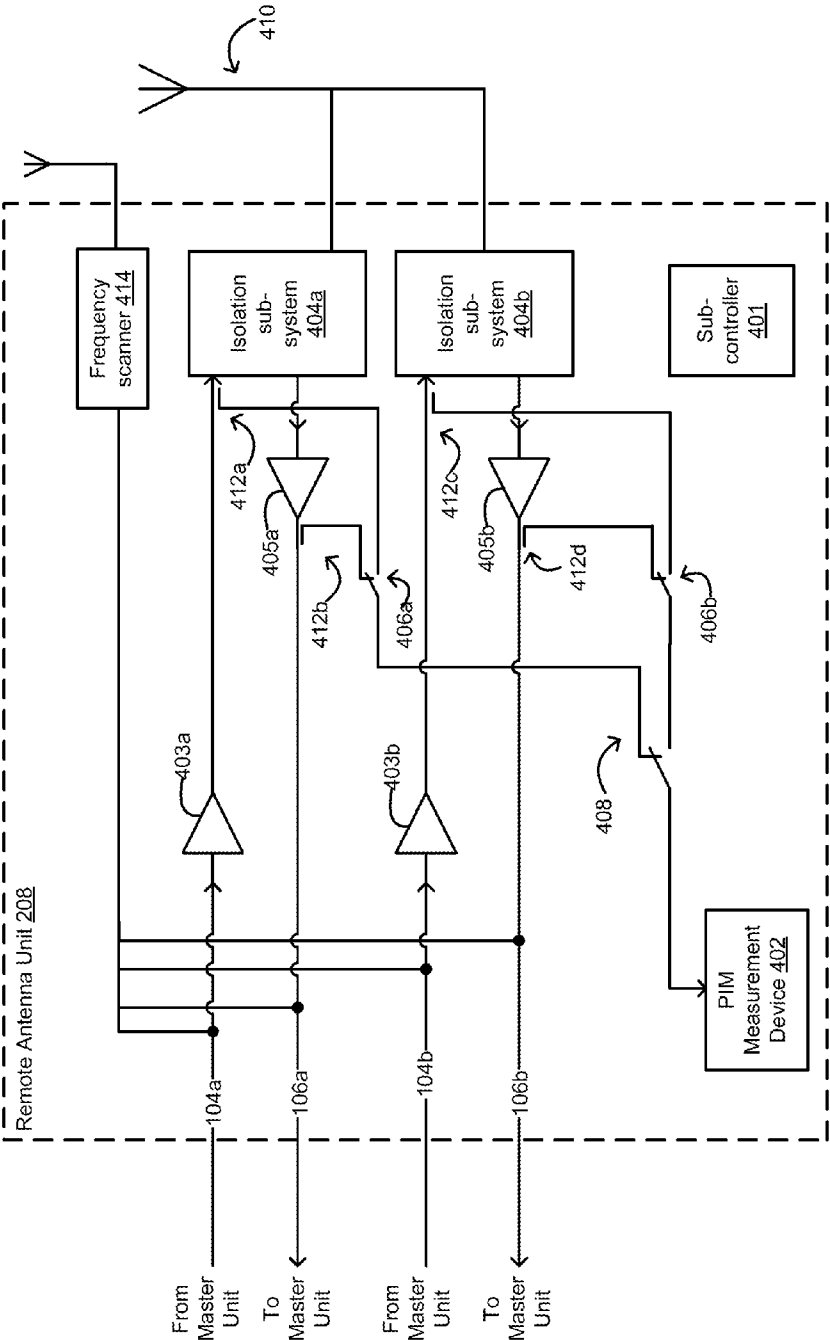 Remote Antenna Unit 208
410
Frequency
scanner 414
Isolation
sub-
system
404a
Isolation
sub-
system
404b
Sub-
controller
401
412a
405a
412b
406a
412c
405b
412d
406b
403a
403b
408
PIM
Measurement
Device 402
104a
106a
104b
106b
From
Master
Unit
To
Master
Unit
From
Master
Unit
To
Master
Unit